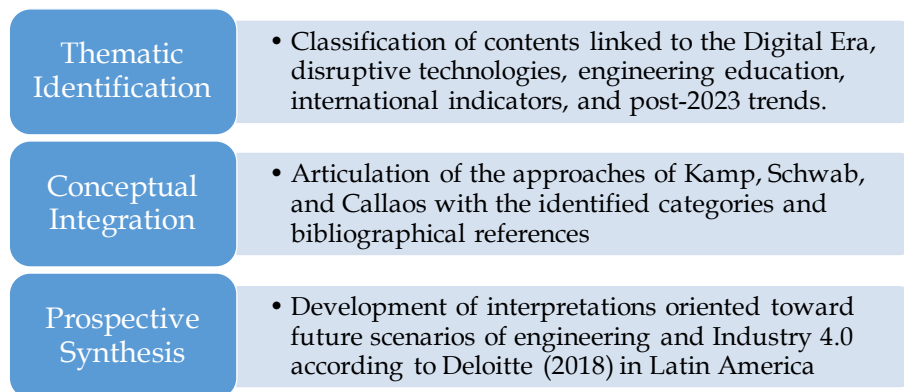 Thematic
Identification
• Classification of contents linked to the Digital Era,
disruptive technologies, engineering education,
international indicators, and post-2023 trends.
Conceptual
Integration
• Articulation of the approaches of Kamp, Schwab,
and Callaos with the identified categories and
bibliographical references
Prospective
Synthesis
• Development of interpretations oriented toward
future scenarios of engineering and Industry 4.0
according to Deloitte (2018) in Latin America